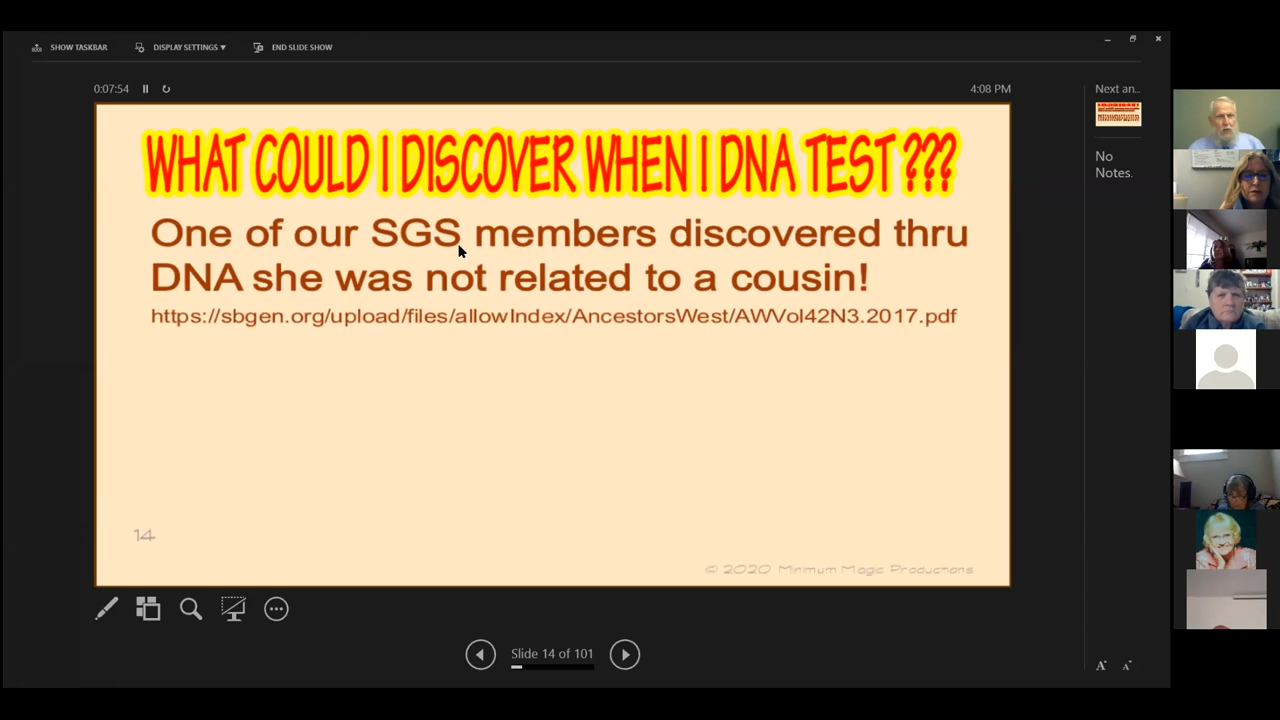 SHOW TASKBAR DISPLAY SETTINGS ▾ END SLIDE SHOW
0:07:54 4:08 PM
Next an..
WHAT COULD I DISCOVER WHEN I DNA TEST ???
One of our SGS members discovered thru
DNA she was not related to a cousin!
https://sbgen.org/upload/files/allowIndex/AncestorsWest/AWVol42N3.2017.pdf
14
© 2020 Minimum Magic Productions
No
Notes.
Slide 14 of 101
A A